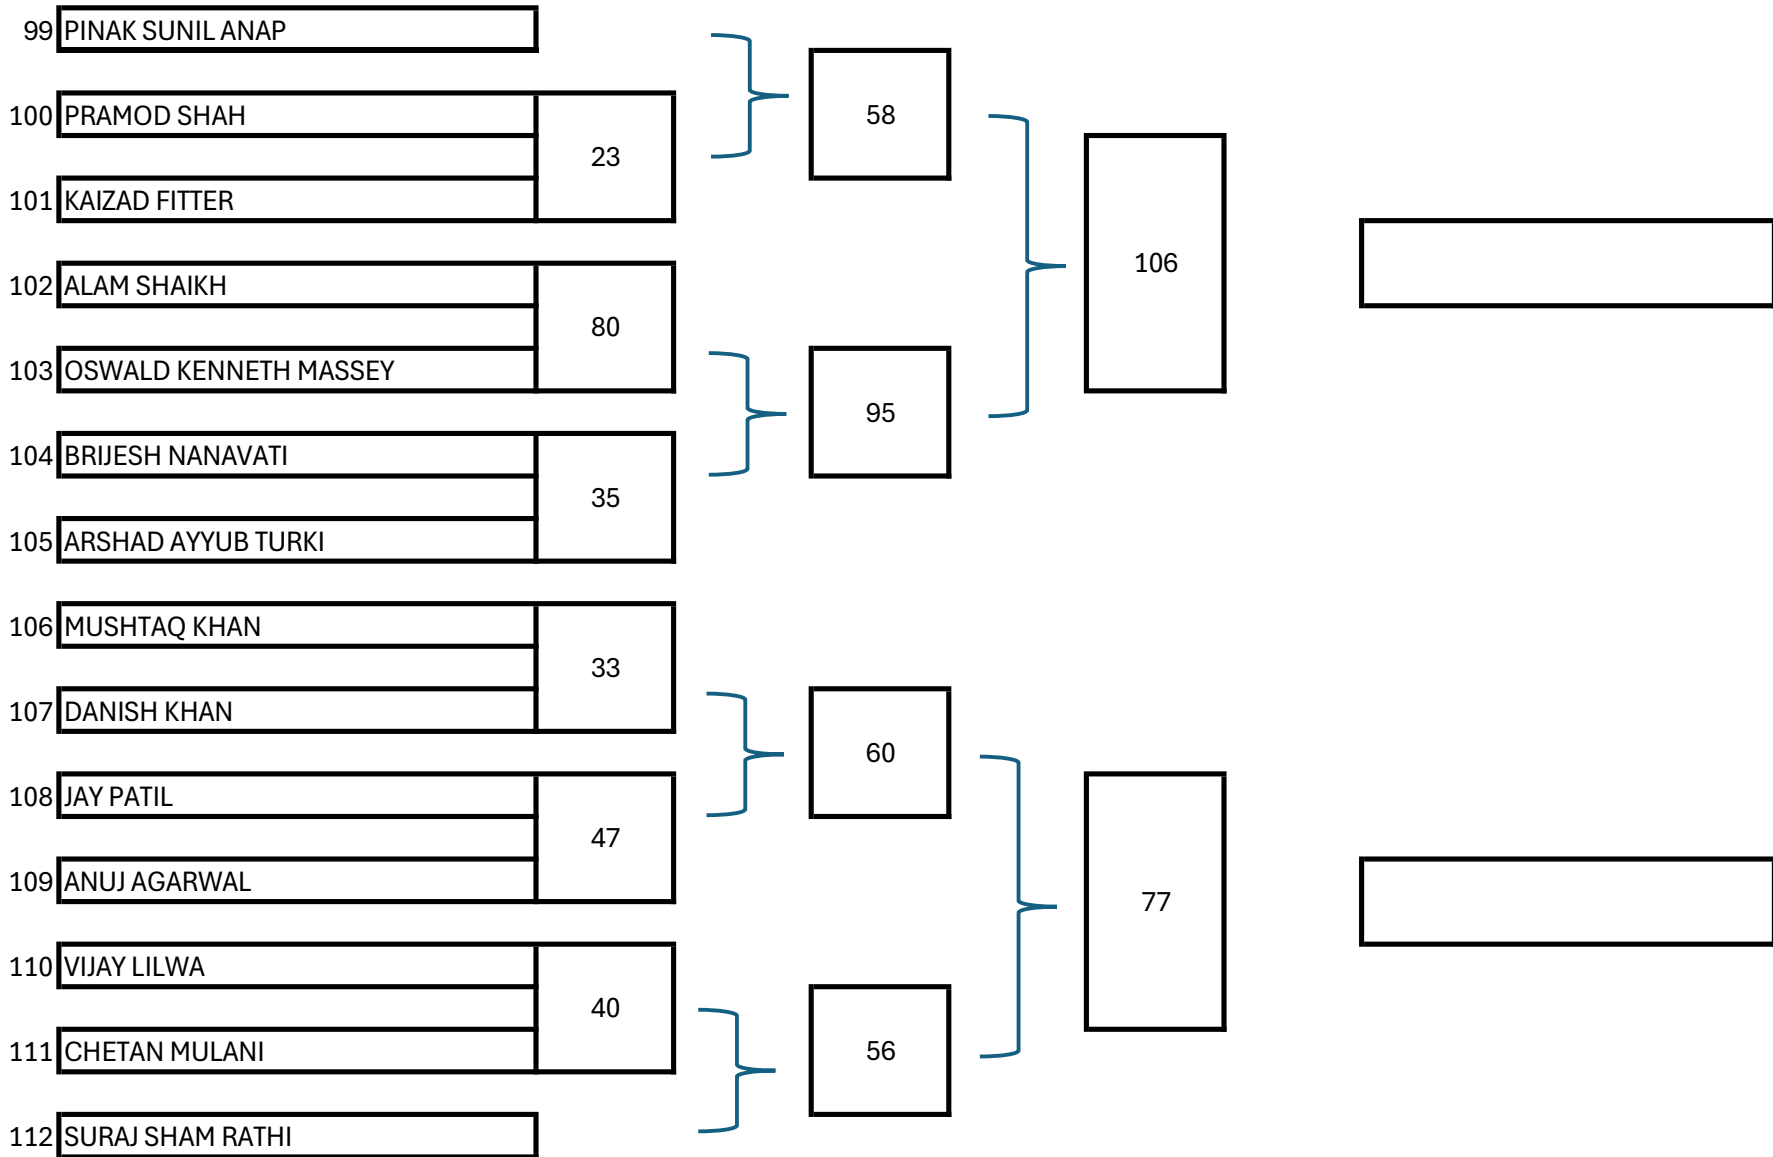 99 PINAK SUNIL ANAP
58
100 PRAMOD SHAH
23
101 KAIZAD FITTER
106
102 ALAM SHAIKH
80
103 OSWALD KENNETH MASSEY
95
104 BRIJESH NANAVATI
35
105 ARSHAD AYYUB TURKI
106 MUSHTAQ KHAN
33
107 DANISH KHAN
60
108 JAY PATIL
47
109 ANUJ AGARWAL
77
110 VIJAY LILWA
40
111 CHETAN MULANI
56
112 SURAJ SHAM RATHI